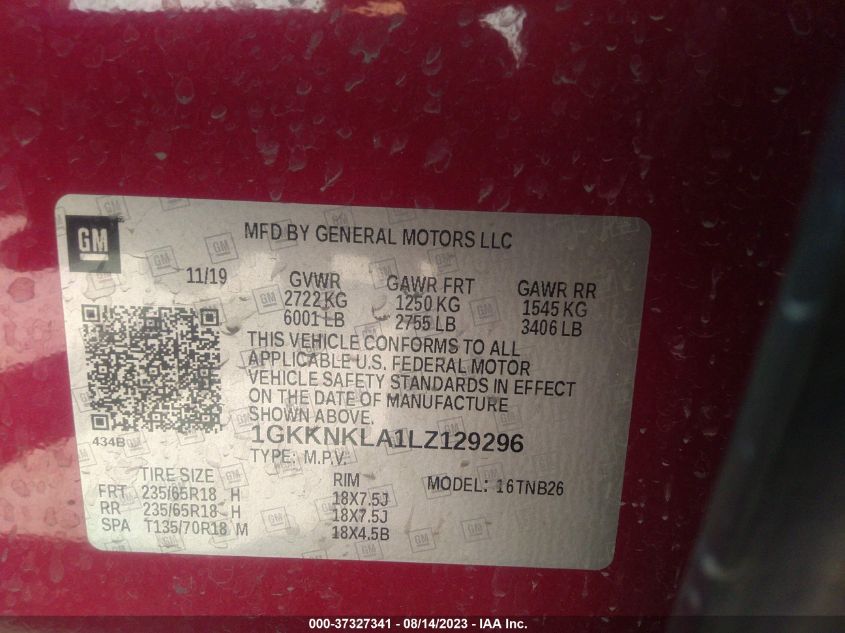 GM
MFD BY GENERAL MOTORS LLC
11/19
GVWR
2722 KG
6001 LB
GAWR FRT
1250 KG
2755 LB
GAWR RR
1545 KG
3406 LB
THIS VEHICLE CONFORMS TO ALL
APPLICABLE U.S. FEDERAL MOTOR
VEHICLE SAFETY STANDARDS IN EFFECT
ON THE DATE OF MANUFACTURE
SHOWN ABOVE.
434B
1GKKNKLA1LZ129296
TYPE: M.P.V.
TIRE SIZE
RIM
MODEL: 16TNB26
FRT 235/65R18 H 18X7.5J
RR 235/65R18 H 18X7.5J
SPA T135/70R18 M 18X4.5B
000-37327341 — 08/14/2023 — IAA Inc.